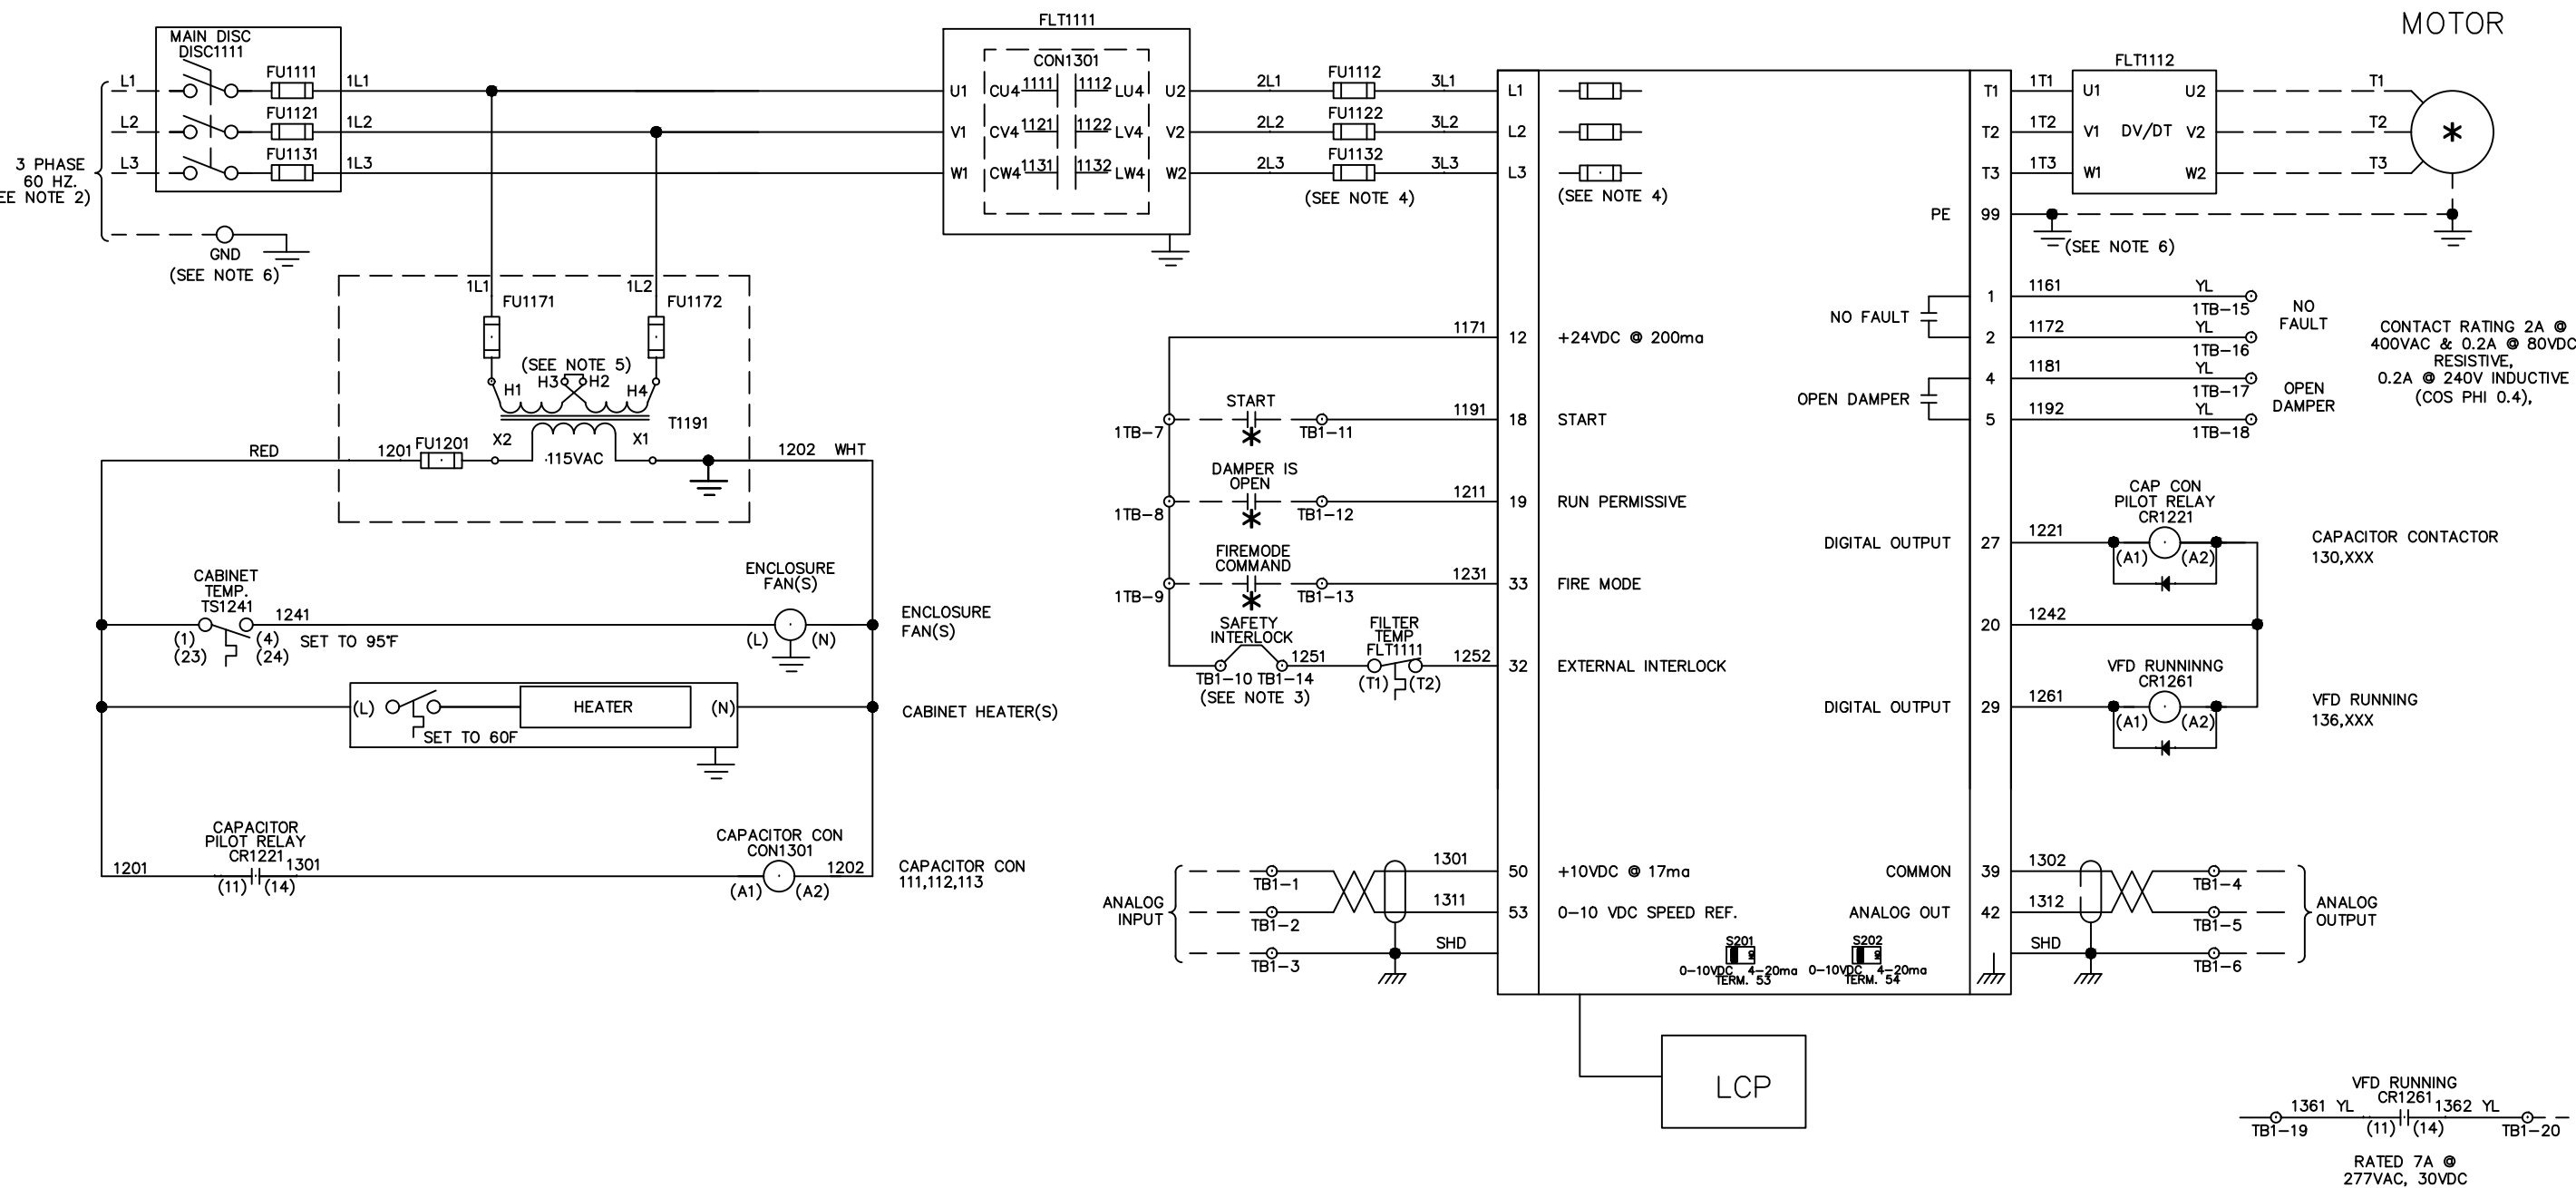 MOTOR
MAIN DISC
DISC1111
L1
FU1111
1L1
L2
FU1121
1L2
L3
FU1131
1L3
3 PHASE
60 HZ.
EE NOTE 2)
GND
(SEE NOTE 6)
FLT1111
CON1301
U1 CU4 1111 1112 LU4 U2
V1 CV4 1121 1122 LV4 V2
W1 CW4 1131 1132 LW4 W2
2L1 FU1112 3L1
2L2 FU1122 3L2
2L3 FU1132 3L3
(SEE NOTE 4)
L1
L2
L3
(SEE NOTE 4)
T1 1T1
T2 1T2
T3 1T3
PE 99
(SEE NOTE 6)
FLT1112
U1 U2
V1 DV/DT V2
W1 W2
T1
T2
T3
*
1L1 FU1171
1L2 FU1172
(SEE NOTE 5)
H1 H3 H2 H4
T1191
X2 X1
115VAC
RED 1201 FU1201
1202 WHT
CABINET
TEMP.
TS1241
1241
(1) (4)
(23) (24)
SET TO 95°F
ENCLOSURE
FAN(S)
(L) (N)
ENCLOSURE
FAN(S)
(L) HEATER (N)
SET TO 60F
CABINET HEATER(S)
CAPACITOR
PILOT RELAY
CR1221
1201 1301
(11) (14)
CAPACITOR CON
CON1301
1202
(A1) (A2)
CAPACITOR CON
111,112,113
1171 12 +24VDC @ 200ma
START
1TB-7 * TB1-11
1191 18 START
DAMPER IS
OPEN
1TB-8 * TB1-12
1211 19 RUN PERMISSIVE
FIREMODE
COMMAND
1TB-9 * TB1-13
1231 33 FIRE MODE
SAFETY
INTERLOCK
1251
TB1-10 TB1-14
(SEE NOTE 3)
FILTER
TEMP
FLT1111
(T1) (T2)
1252 32 EXTERNAL INTERLOCK
NO FAULT
1 1161 YL
1TB-15
2 1172 YL
1TB-16
NO
FAULT
OPEN DAMPER
4 1181 YL
1TB-17
5 1192 YL
1TB-18
OPEN
DAMPER
CONTACT RATING 2A @
400VAC & 0.2A @ 80VDC
RESISTIVE,
0.2A @ 240V INDUCTIVE
(COS PHI 0.4),
CAP CON
PILOT RELAY
CR1221
DIGITAL OUTPUT 27 1221
(A1) (A2)
CAPACITOR CONTACTOR
130,XXX
20 1242
VFD RUNNINNG
CR1261
DIGITAL OUTPUT 29 1261
(A1) (A2)
VFD RUNNING
136,XXX
ANALOG
INPUT
TB1-1
TB1-2
TB1-3
1301 50 +10VDC @ 17ma
1311 53 0-10 VDC SPEED REF.
SHD
COMMON 39 1302
ANALOG OUT 42 1312
SHD
TB1-4
TB1-5
TB1-6
ANALOG
OUTPUT
S201
0-10VDC 4-20ma
TERM. 53
S202
0-10VDC 4-20ma
TERM. 54
LCP
VFD RUNNING
CR1261
1361 YL 1362 YL
TB1-19 (11) (14) TB1-20
RATED 7A @
277VAC, 30VDC